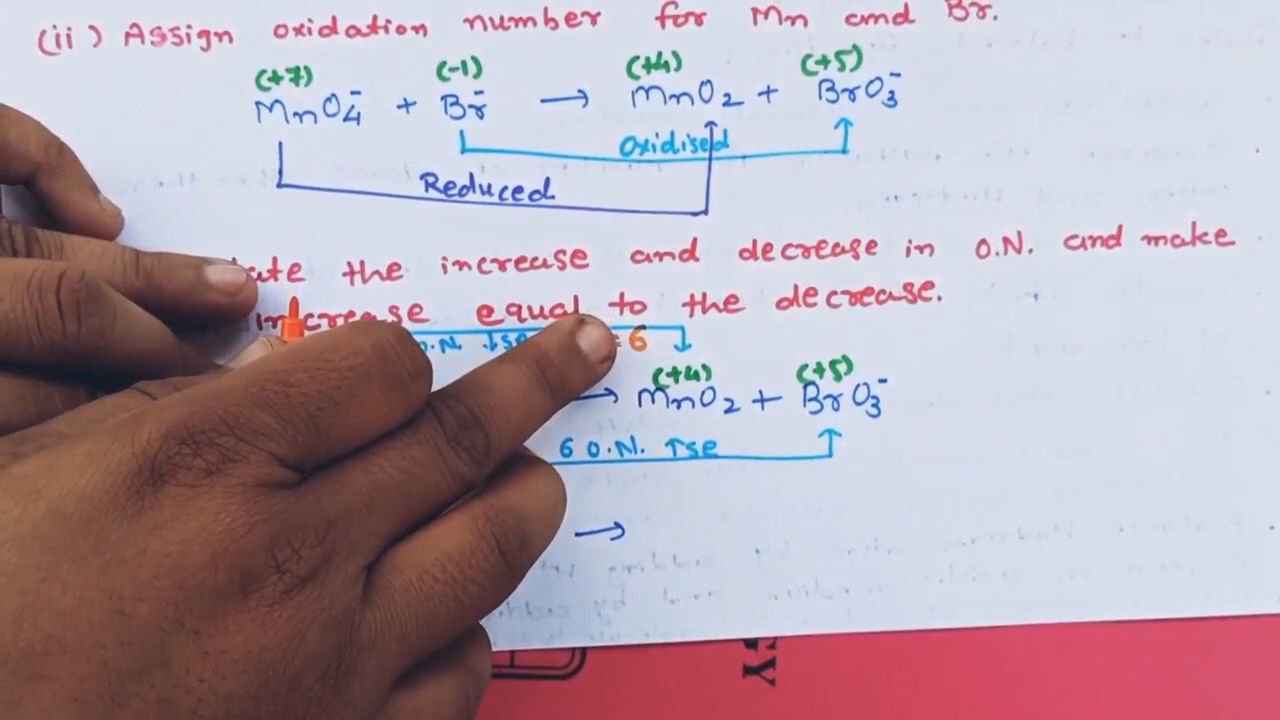 (ii) Assign oxidation number for Mn and Br.
(+7) (-1) (+4) (+5)
MnO₄⁻ + Br⁻ → MnO₂ + BrO₃⁻
Oxidised
Reduced
the increase and decrease in O.N. and make
increase equal to the decrease.
O.N. ↓se = 6
(+4) (+5)
→ MnO₂ + BrO₃⁻
6 O.N. ↑se
→